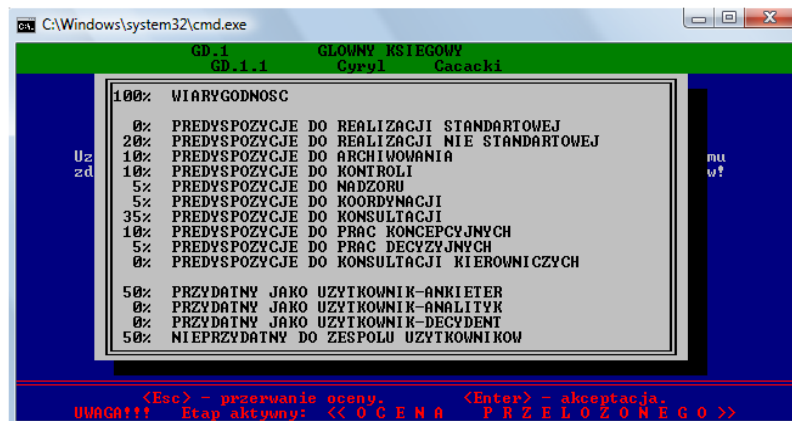 C:\Windows\system32\cmd.exe
GD.1 GLOWNY KSIEGOWY
GD.1.1 Cyryl Cacacki
100% WIARYGODNOSC
0% PREDYSPOZYCJE DO REALIZACJI STANDARTOWEJ
20% PREDYSPOZYCJE DO REALIZACJI NIE STANDARTOWEJ
10% PREDYSPOZYCJE DO ARCHIWOWANIA
Uz mu
10% PREDYSPOZYCJE DO KONTROLI
zd w!
5% PREDYSPOZYCJE DO NADZORU
5% PREDYSPOZYCJE DO KOORDYNACJI
35% PREDYSPOZYCJE DO KONSULTACJI
10% PREDYSPOZYCJE DO PRAC KONCEPCYJNYCH
5% PREDYSPOZYCJE DO PRAC DECYZYJNYCH
0% PREDYSPOZYCJE DO KONSULTACJI KIEROWNICZYCH
50% PRZYDATNY JAKO UZYTKOWNIK-ANKIETER
0% PRZYDATNY JAKO UZYTKOWNIK-ANALITYK
0% PRZYDATNY JAKO UZYTKOWNIK-DECYDENT
50% NIEPRZYDATNY DO ZESPOLU UZYTKOWNIKOW
<Esc> - przerwanie oceny. <Enter> - akceptacja.
UWAGA!!! Etap aktywny: << O C E N A P R Z E L O Z O N E G O >>